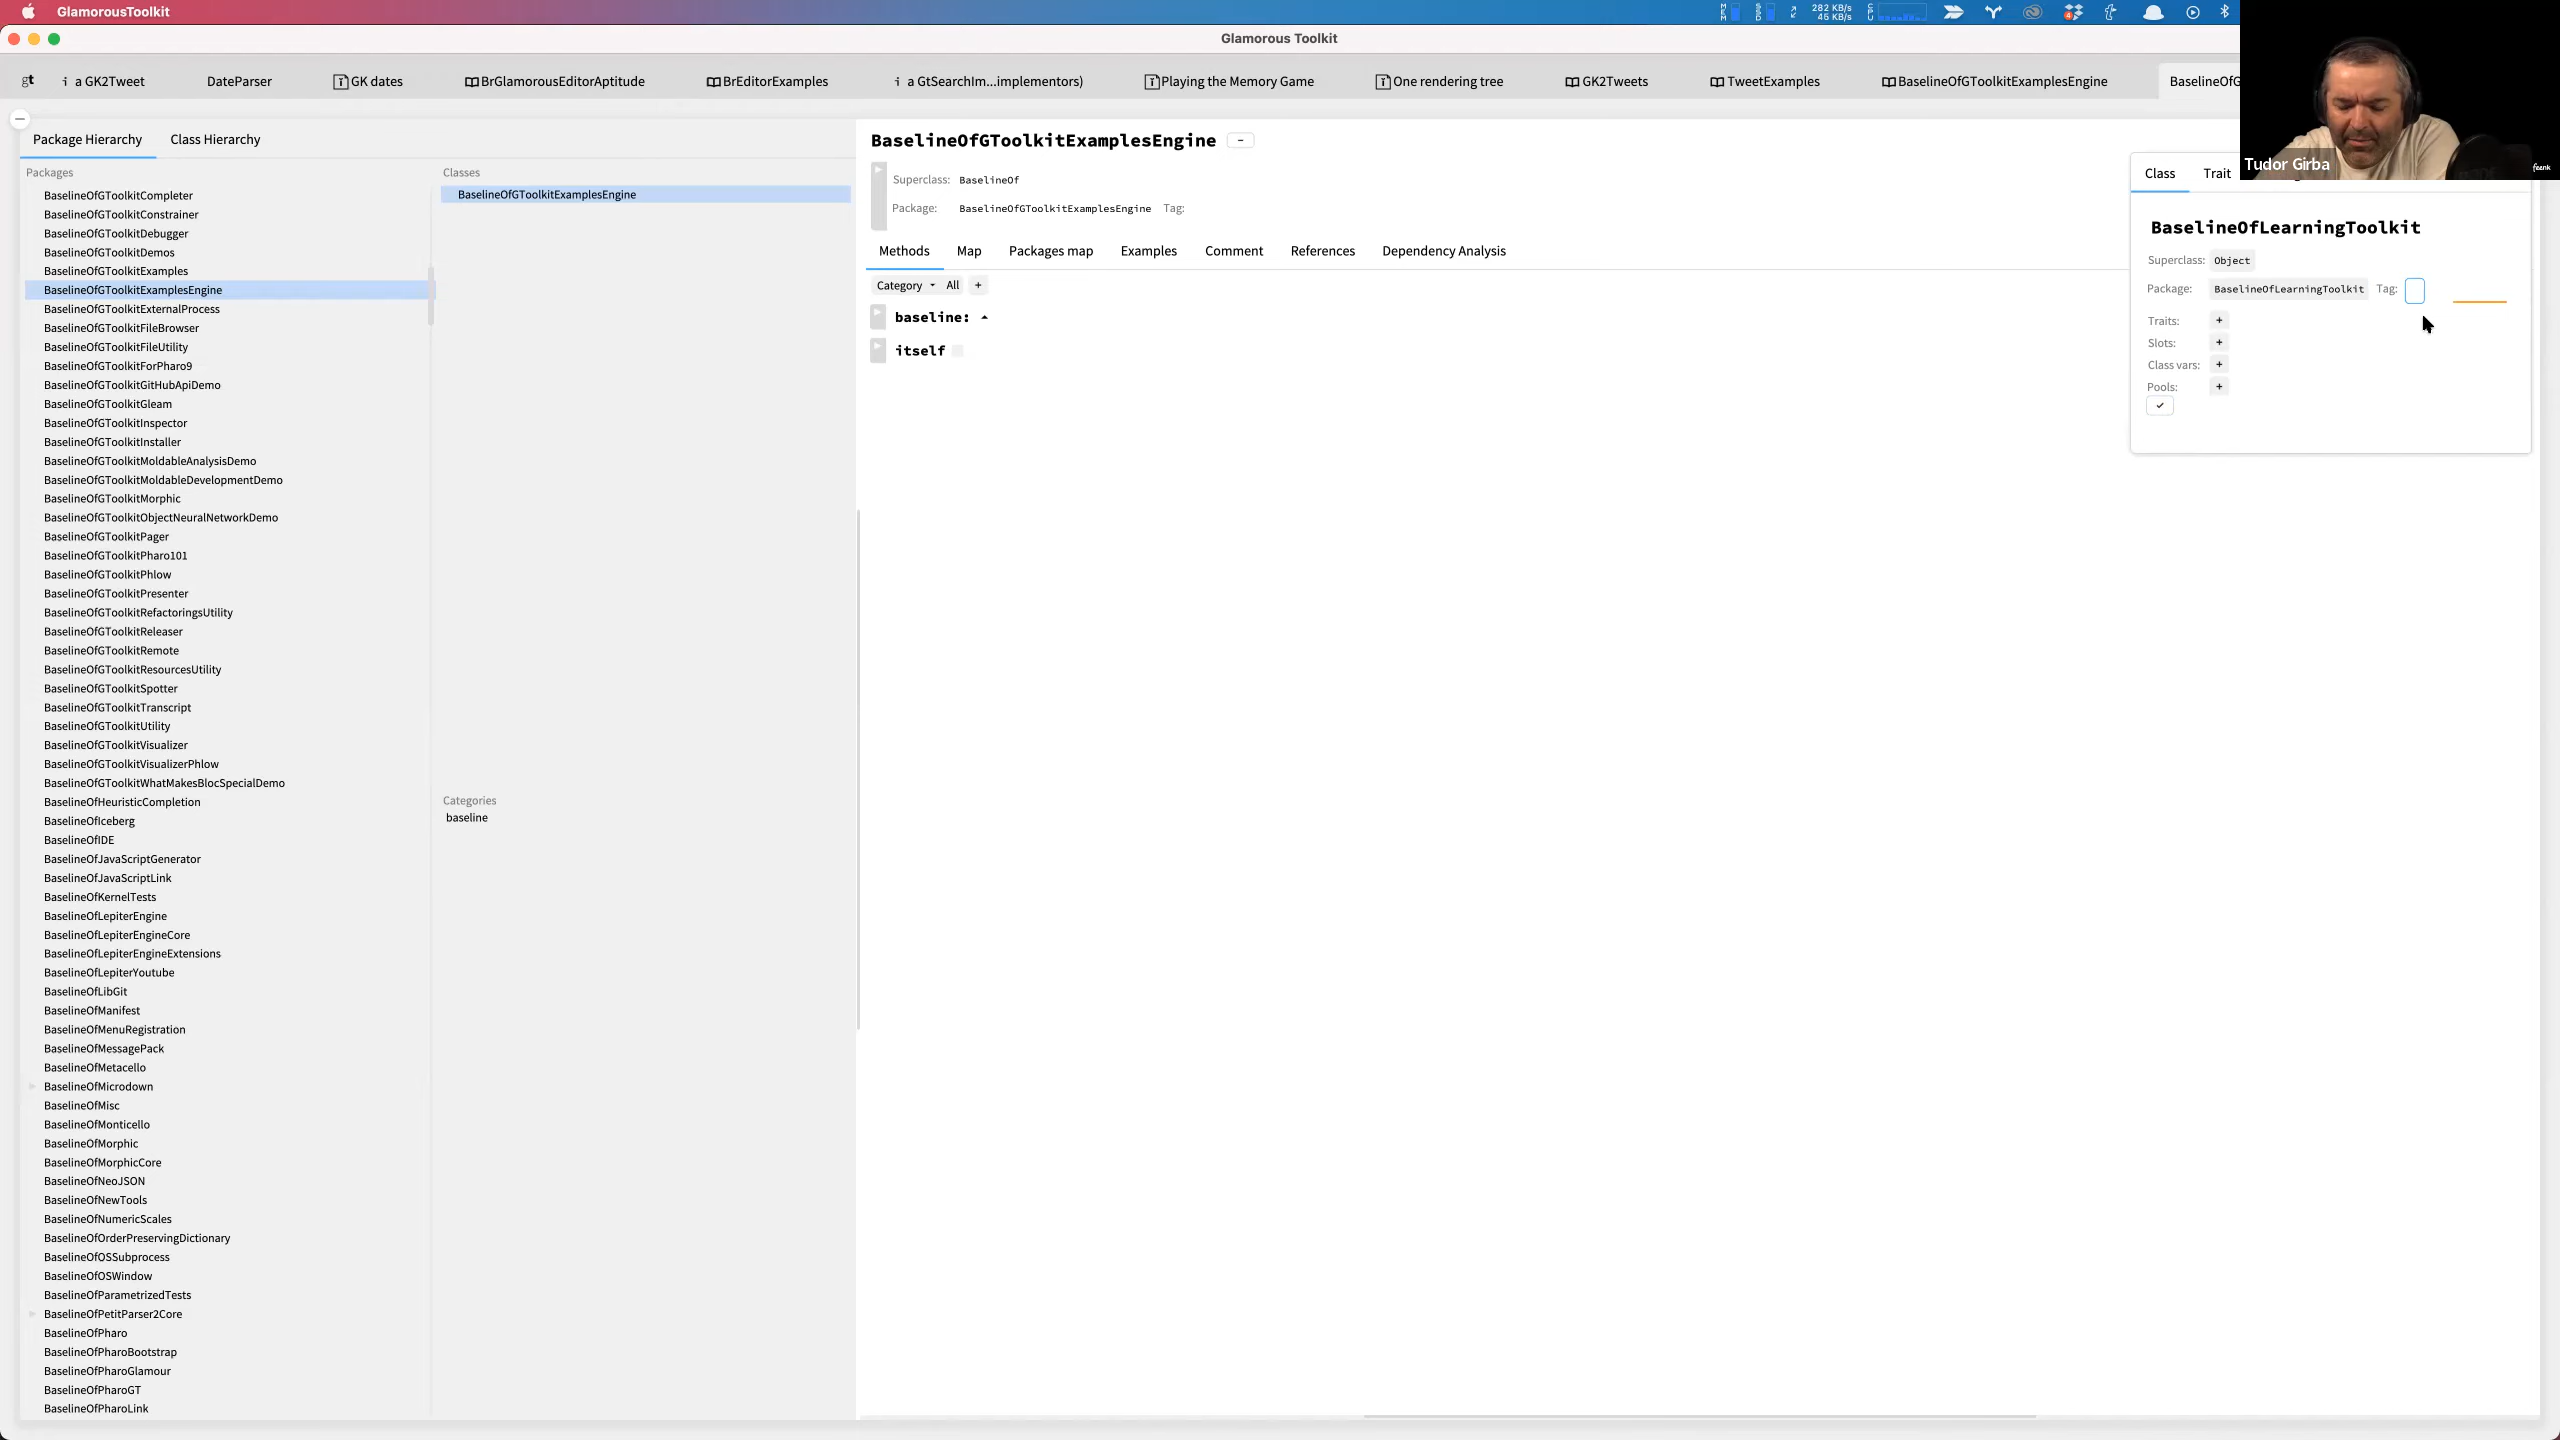 GlamorousToolkit
282 KB/s
45 KB/s
Glamorous Toolkit
gt
i a GK2Tweet
DateParser
GK dates
BrGlamorousEditorAptitude
BrEditorExamples
i a GtSearchIm...implementors)
Playing the Memory Game
One rendering tree
GK2Tweets
TweetExamples
BaselineOfGToolkitExamplesEngine
BaselineOfG
Tudor Girba
feenk
Package Hierarchy
Class Hierarchy
Packages
BaselineOfGToolkitCompleter
BaselineOfGToolkitConstrainer
BaselineOfGToolkitDebugger
BaselineOfGToolkitDemos
BaselineOfGToolkitExamples
BaselineOfGToolkitExamplesEngine
BaselineOfGToolkitExternalProcess
BaselineOfGToolkitFileBrowser
BaselineOfGToolkitFileUtility
BaselineOfGToolkitForPharo9
BaselineOfGToolkitGitHubApiDemo
BaselineOfGToolkitGleam
BaselineOfGToolkitInspector
BaselineOfGToolkitInstaller
BaselineOfGToolkitMoldableAnalysisDemo
BaselineOfGToolkitMoldableDevelopmentDemo
BaselineOfGToolkitMorphic
BaselineOfGToolkitObjectNeuralNetworkDemo
BaselineOfGToolkitPager
BaselineOfGToolkitPharo101
BaselineOfGToolkitPhlow
BaselineOfGToolkitPresenter
BaselineOfGToolkitRefactoringsUtility
BaselineOfGToolkitReleaser
BaselineOfGToolkitRemote
BaselineOfGToolkitResourcesUtility
BaselineOfGToolkitSpotter
BaselineOfGToolkitTranscript
BaselineOfGToolkitUtility
BaselineOfGToolkitVisualizer
BaselineOfGToolkitVisualizerPhlow
BaselineOfGToolkitWhatMakesBlocSpecialDemo
BaselineOfHeuristicCompletion
BaselineOfIceberg
BaselineOfIDE
BaselineOfJavaScriptGenerator
BaselineOfJavaScriptLink
BaselineOfKernelTests
BaselineOfLepiterEngine
BaselineOfLepiterEngineCore
BaselineOfLepiterEngineExtensions
BaselineOfLepiterYoutube
BaselineOfLibGit
BaselineOfManifest
BaselineOfMenuRegistration
BaselineOfMessagePack
BaselineOfMetacello
BaselineOfMicrodown
BaselineOfMisc
BaselineOfMonticello
BaselineOfMorphic
BaselineOfMorphicCore
BaselineOfNeoJSON
BaselineOfNewTools
BaselineOfNumericScales
BaselineOfOrderPreservingDictionary
BaselineOfOSSubprocess
BaselineOfOSWindow
BaselineOfParametrizedTests
BaselineOfPetitParser2Core
BaselineOfPharo
BaselineOfPharoBootstrap
BaselineOfPharoGlamour
BaselineOfPharoGT
BaselineOfPharoLink
Classes
BaselineOfGToolkitExamplesEngine
Categories
baseline
BaselineOfGToolkitExamplesEngine
Superclass: BaselineOf
Package: BaselineOfGToolkitExamplesEngine Tag:
Methods
Map
Packages map
Examples
Comment
References
Dependency Analysis
Category All +
baseline:
itself
Class
Trait
BaselineOfLearningToolkit
Superclass: Object
Package: BaselineOfLearningToolkit Tag:
Traits: +
Slots: +
Class vars: +
Pools: +